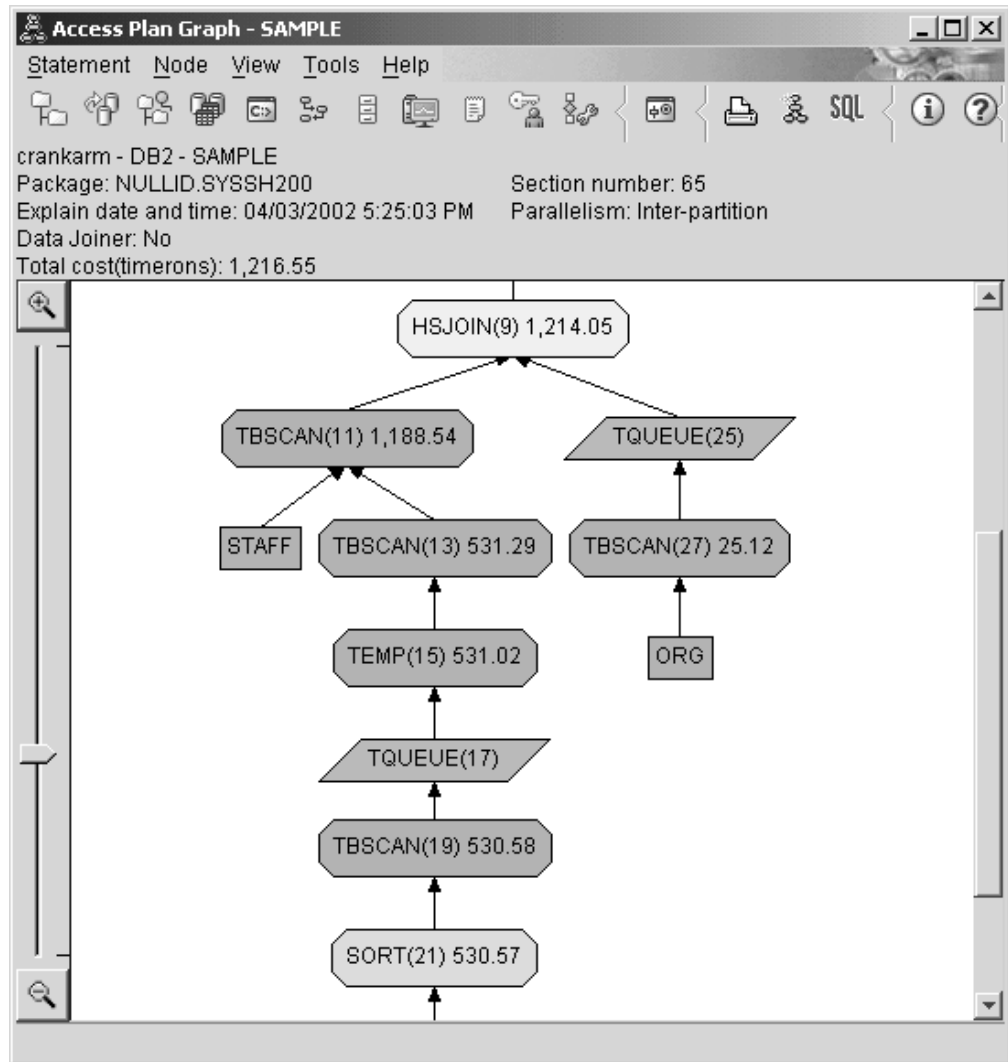 Access Plan Graph - SAMPLE
Statement Node View Tools Help
C:> SQL i ?
crankarm - DB2 - SAMPLE
Package: NULLID.SYSSH200 Section number: 65
Explain date and time: 04/03/2002 5:25:03 PM Parallelism: Inter-partition
Data Joiner: No
Total cost(timerons): 1,216.55
HSJOIN(9) 1,214.05
TBSCAN(11) 1,188.54 TQUEUE(25)
STAFF TBSCAN(13) 531.29 TBSCAN(27) 25.12
TEMP(15) 531.02 ORG
TQUEUE(17)
TBSCAN(19) 530.58
SORT(21) 530.57